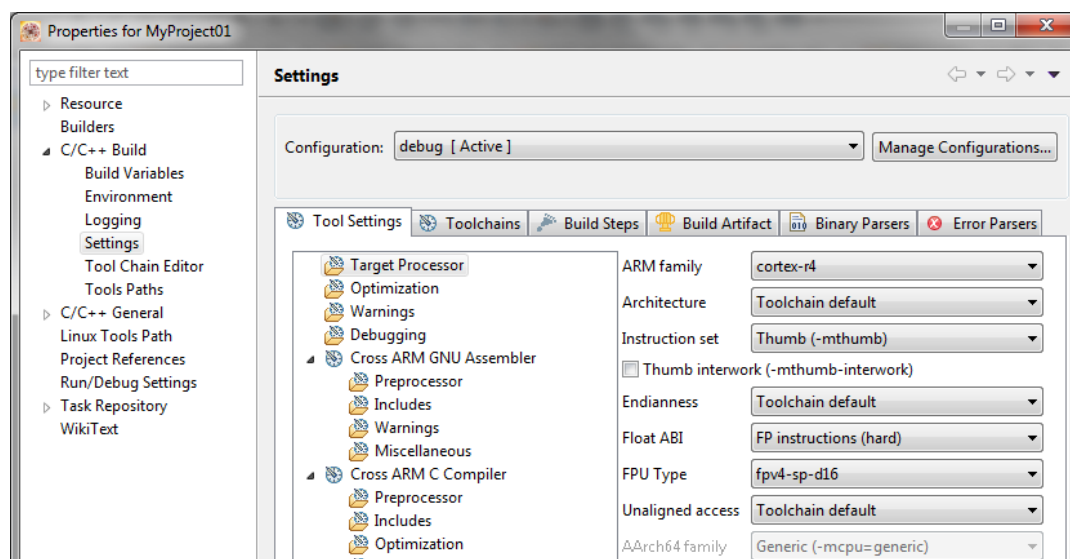 Properties for MyProject01
type filter text
Resource
Builders
C/C++ Build
Build Variables
Environment
Logging
Settings
Tool Chain Editor
Tools Paths
C/C++ General
Linux Tools Path
Project References
Run/Debug Settings
Task Repository
WikiText
Settings
Configuration: debug [ Active ] Manage Configurations...
Tool Settings Toolchains Build Steps Build Artifact Binary Parsers Error Parsers
Target Processor
Optimization
Warnings
Debugging
Cross ARM GNU Assembler
Preprocessor
Includes
Warnings
Miscellaneous
Cross ARM C Compiler
Preprocessor
Includes
Optimization
ARM family cortex-r4
Architecture Toolchain default
Instruction set Thumb (-mthumb)
Thumb interwork (-mthumb-interwork)
Endianness Toolchain default
Float ABI FP instructions (hard)
FPU Type fpv4-sp-d16
Unaligned access Toolchain default
AArch64 family Generic (-mcpu=generic)